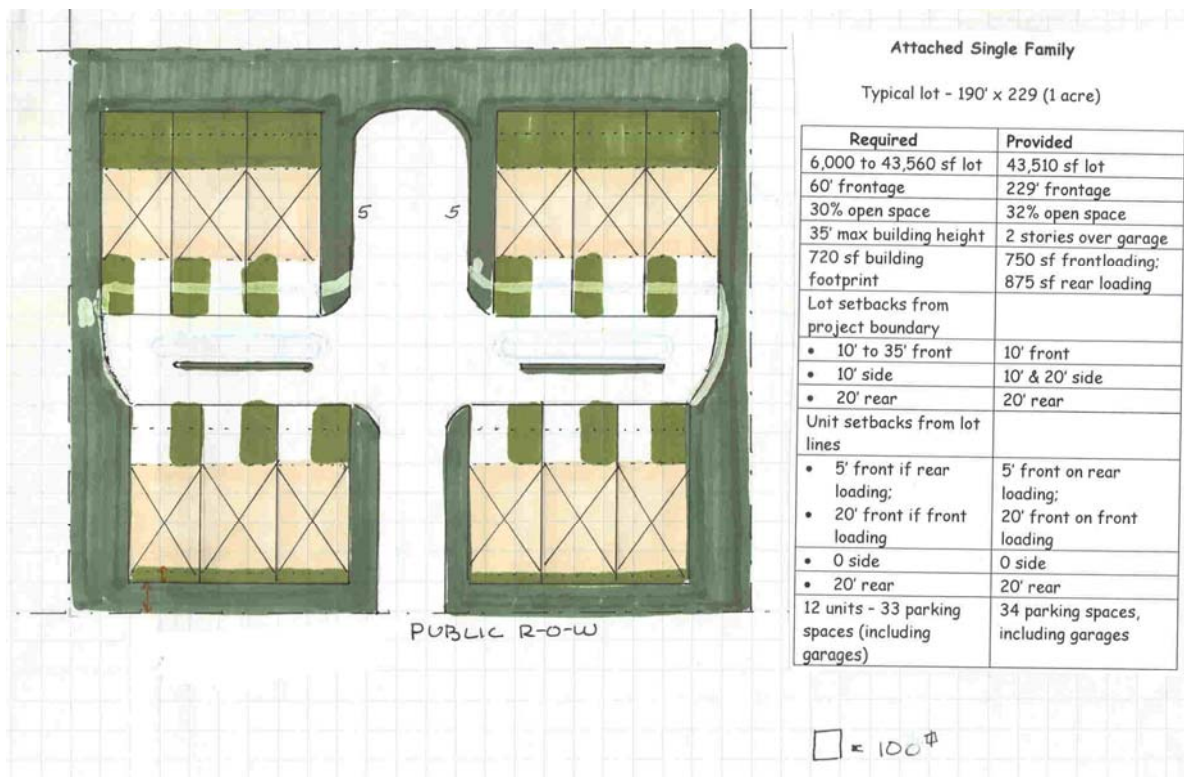 Attached Single Family
Typical lot - 190' x 229 (1 acre)
Required Provided
6,000 to 43,560 sf lot 43,510 sf lot
60' frontage 229' frontage
30% open space 32% open space
35' max building height 2 stories over garage
720 sf building 750 sf frontloading;
footprint 875 sf rear loading
Lot setbacks from
project boundary
• 10' to 35' front 10' front
• 10' side 10' & 20' side
• 20' rear 20' rear
Unit setbacks from lot
lines
• 5' front if rear 5' front on rear
loading; loading;
• 20' front if front 20' front on front
loading loading
• 0 side 0 side
• 20' rear 20' rear
12 units - 33 parking 34 parking spaces,
spaces (including including garages
garages)
5 5
PUBLIC R-O-W
= 100